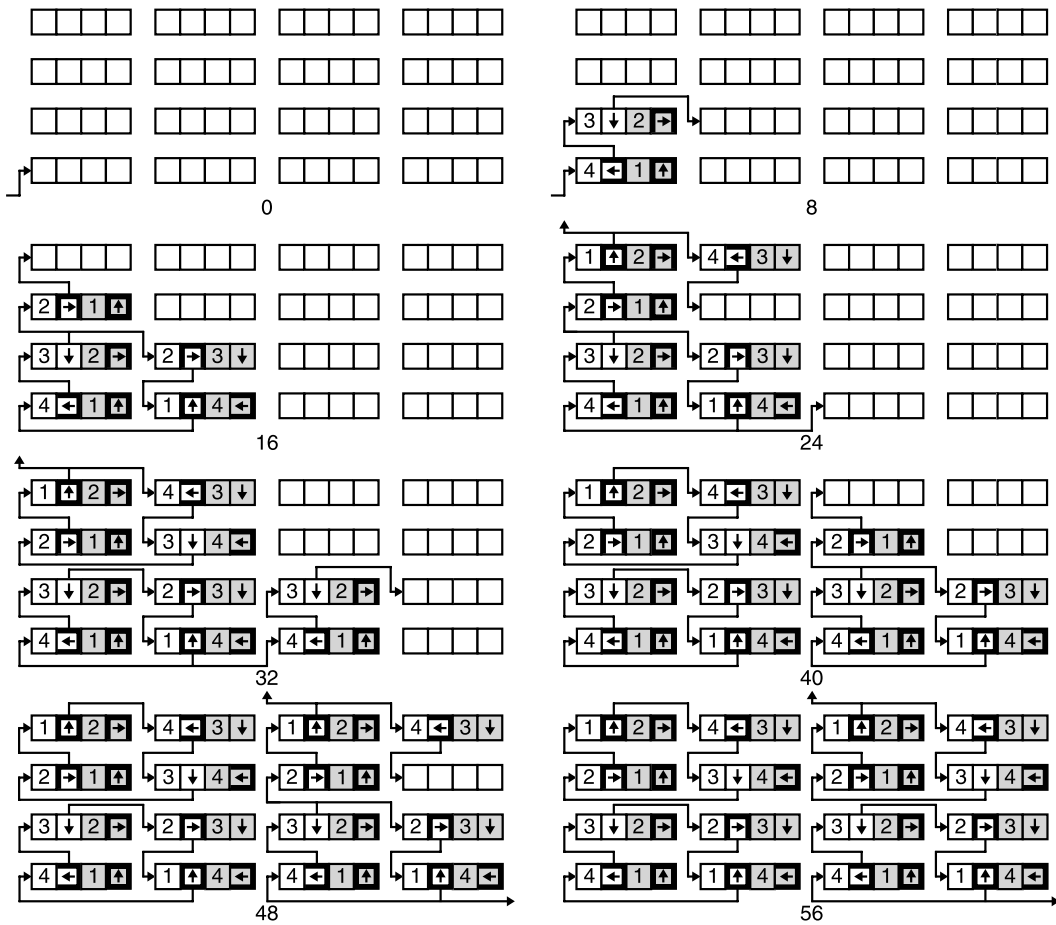 0
3 2
4 1
8
2 1
3 2 2 3
4 1 1 4
16
1 2 4 3
2 1
3 2 2 3
4 1 1 4
24
1 2 4 3
2 1 3 4
3 2 2 3 3 2
4 1 1 4 4 1
32
1 2 4 3
2 1 3 4 2 1
3 2 2 3 3 2 2 3
4 1 1 4 4 1 1 4
40
1 2 4 3 1 2 4 3
2 1 3 4 2 1
3 2 2 3 3 2 2 3
4 1 1 4 4 1 1 4
48
1 2 4 3 1 2 4 3
2 1 3 4 2 1 3 4
3 2 2 3 3 2 2 3
4 1 1 4 4 1 1 4
56